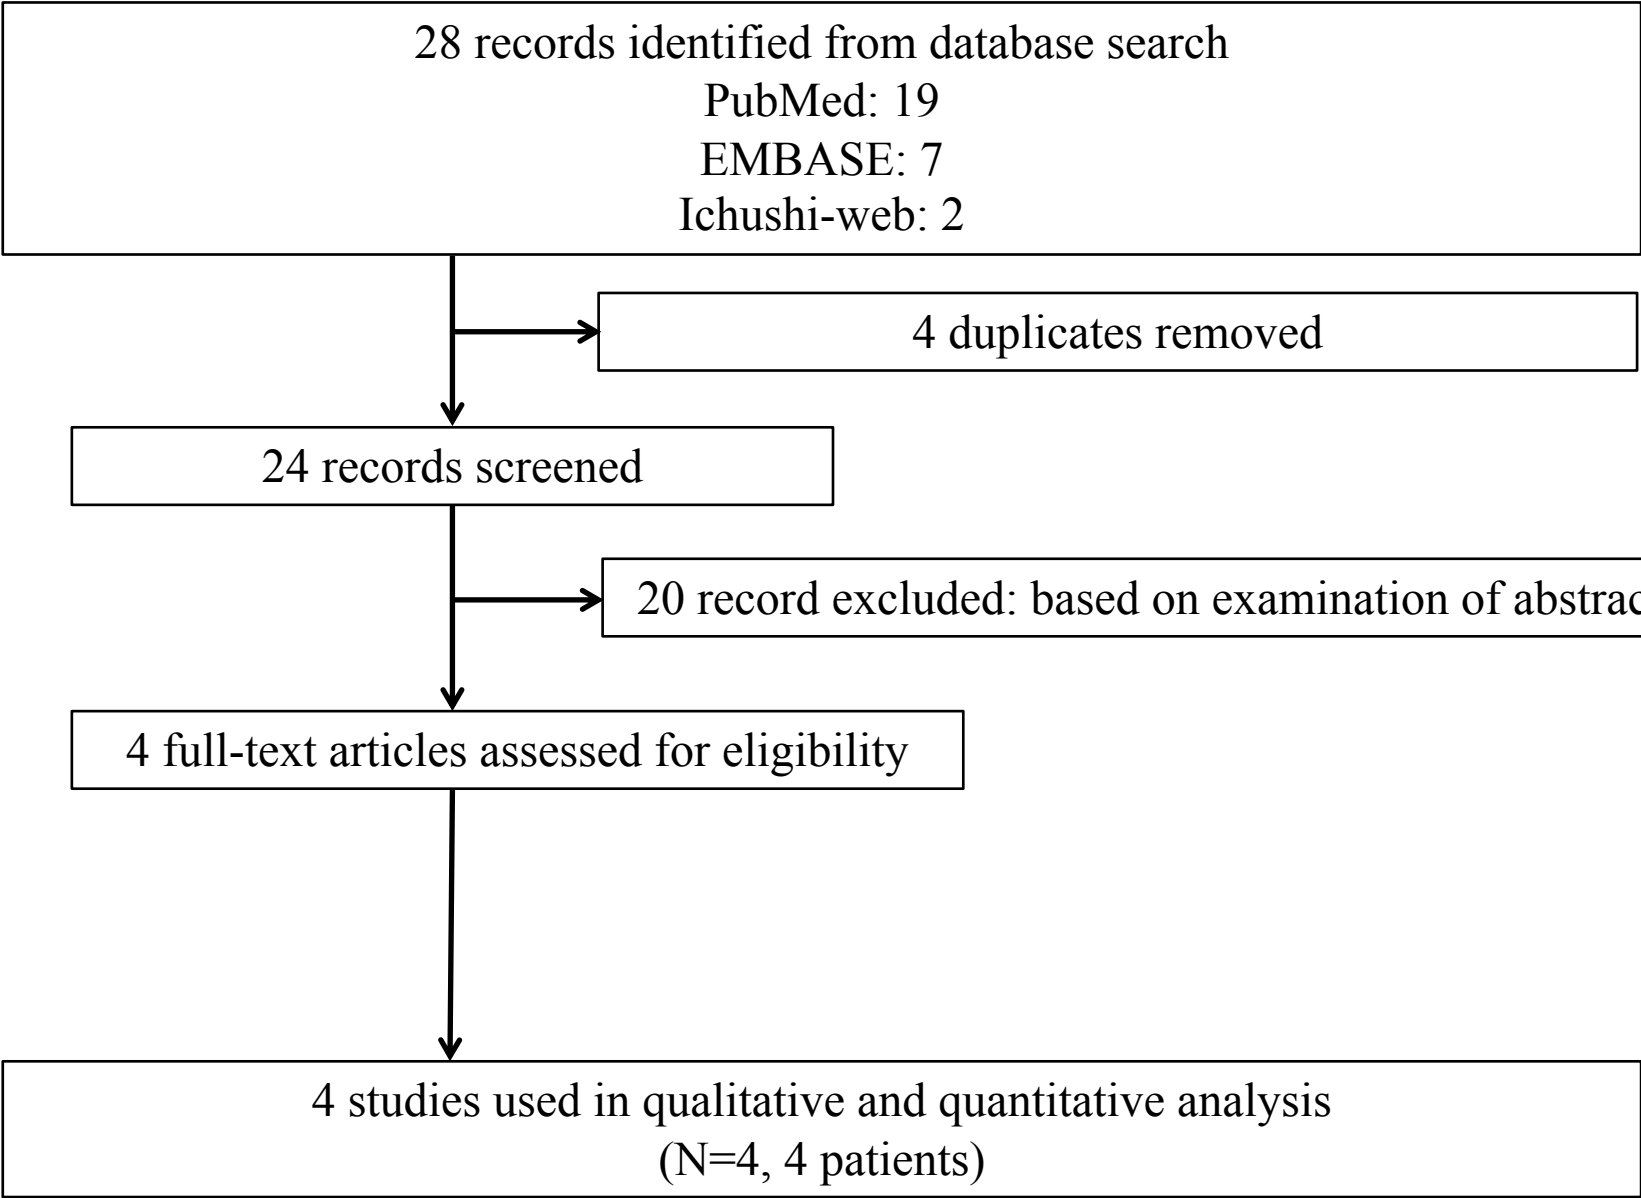 28 records identified from database search
PubMed: 19
EMBASE: 7
Ichushi-web: 2
4 duplicates removed
24 records screened
20 record excluded: based on examination of abstrac
4 full-text articles assessed for eligibility
4 studies used in qualitative and quantitative analysis
(N=4, 4 patients)